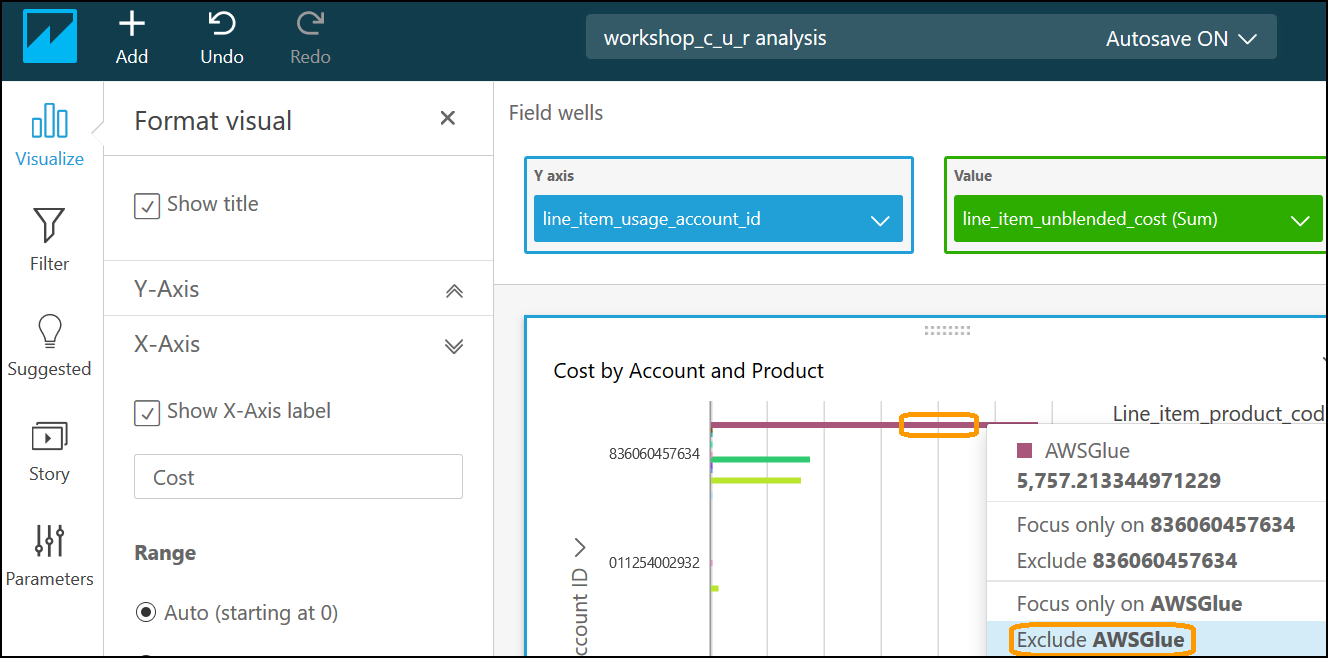 Add
Undo
Redo
workshop_c_u_r analysis
Autosave ON
Visualize
Filter
Suggested
Story
Parameters
Format visual
Show title
Y-Axis
X-Axis
Show X-Axis label
Cost
Range
Auto (starting at 0)
Field wells
Y axis
line_item_usage_account_id
Value
line_item_unblended_cost (Sum)
Cost by Account and Product
Line_item_product_cod
836060457634
011254002932
ccount ID
AWSGlue
5,757.213344971229
Focus only on 836060457634
Exclude 836060457634
Focus only on AWSGlue
Exclude AWSGlue